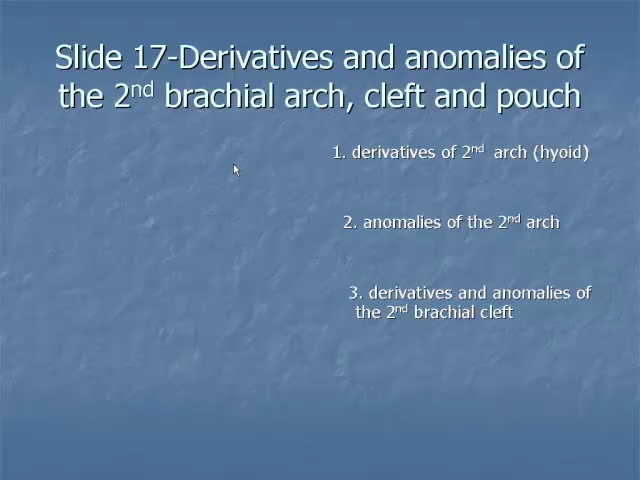 Slide 17-Derivatives and anomalies of
the 2nd brachial arch, cleft and pouch
1. derivatives of 2nd arch (hyoid)
2. anomalies of the 2nd arch
3. derivatives and anomalies of
the 2nd brachial cleft